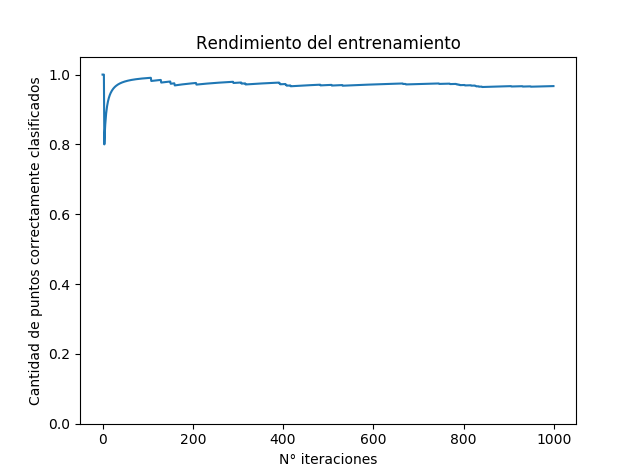 Rendimiento del entrenamiento
Cantidad de puntos correctamente clasificados
1.0
0.8
0.6
0.4
0.2
0.0
0 200 400 600 800 1000
N° iteraciones